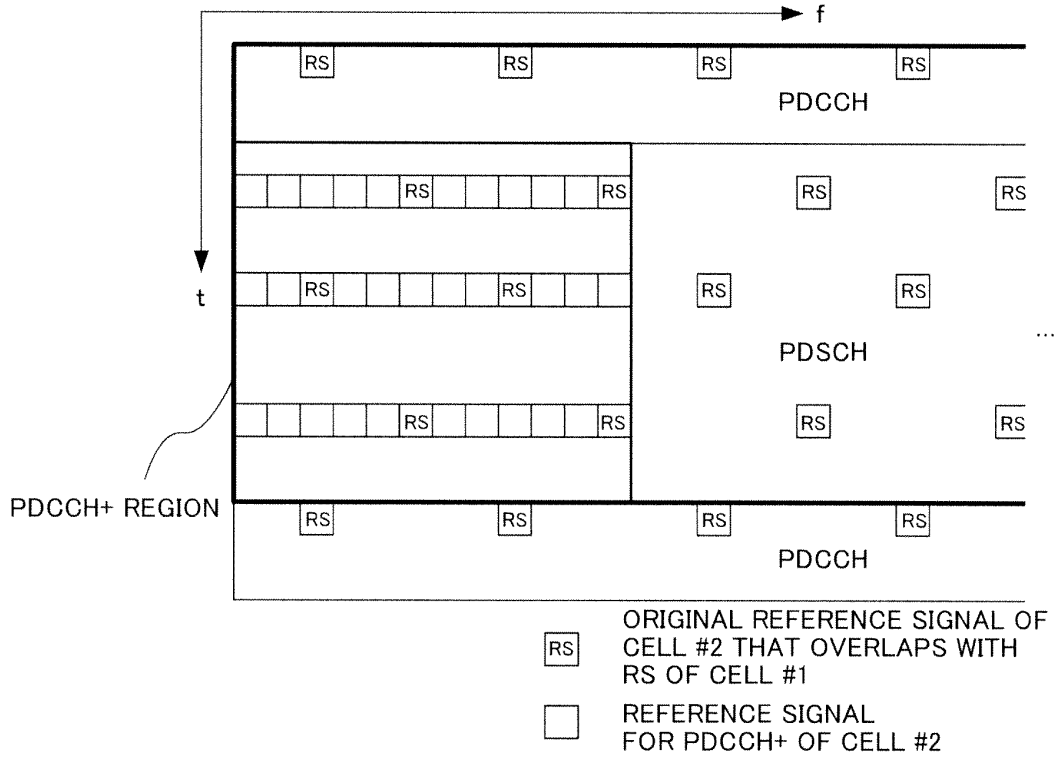 f
RS RS RS RS
PDCCH
RS RS RS RS
t
RS RS RS RS
...
PDSCH
RS RS RS RS
PDCCH+ REGION
RS RS RS RS
PDCCH
RS ORIGINAL REFERENCE SIGNAL OF
CELL #2 THAT OVERLAPS WITH
RS OF CELL #1
REFERENCE SIGNAL
FOR PDCCH+ OF CELL #2